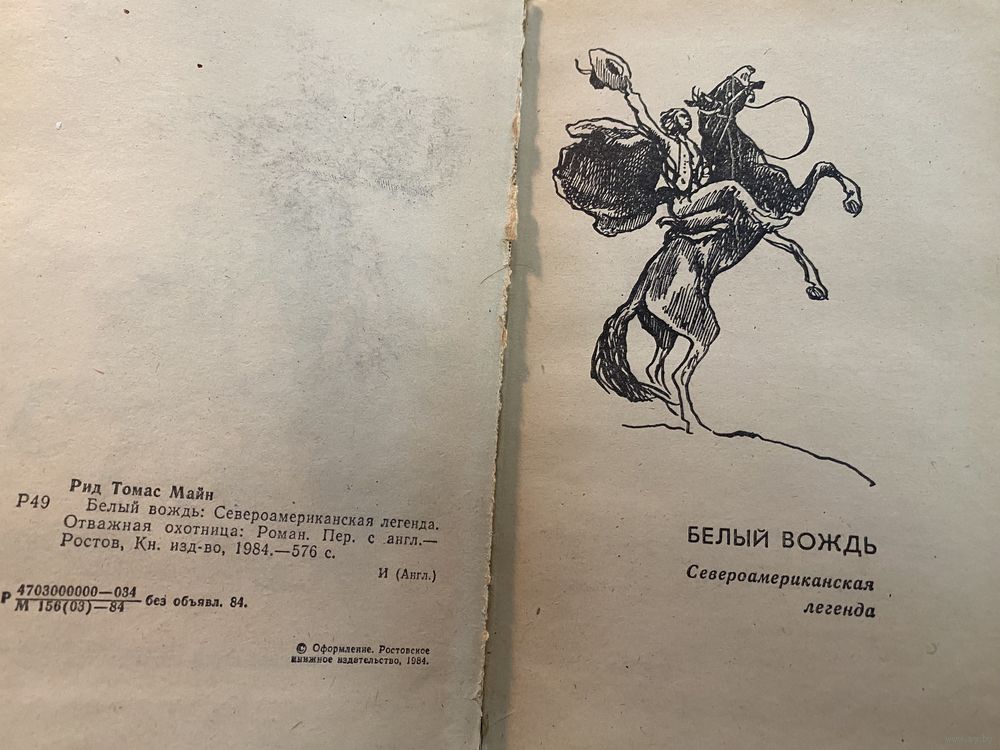 Рид Томас Майн
Р49
Белый вождь: Североамериканская легенда.
Отважная охотница: Роман. Пер. с англ.—
Ростов, Кн. изд-во, 1984.—576 с.
И (Англ.)
Р 4703000000—034
М 156(03)—84 без объявл. 84.
© Оформление. Ростовское
книжное издательство, 1984.
БЕЛЫЙ ВОЖДЬ
Североамериканская
легенда